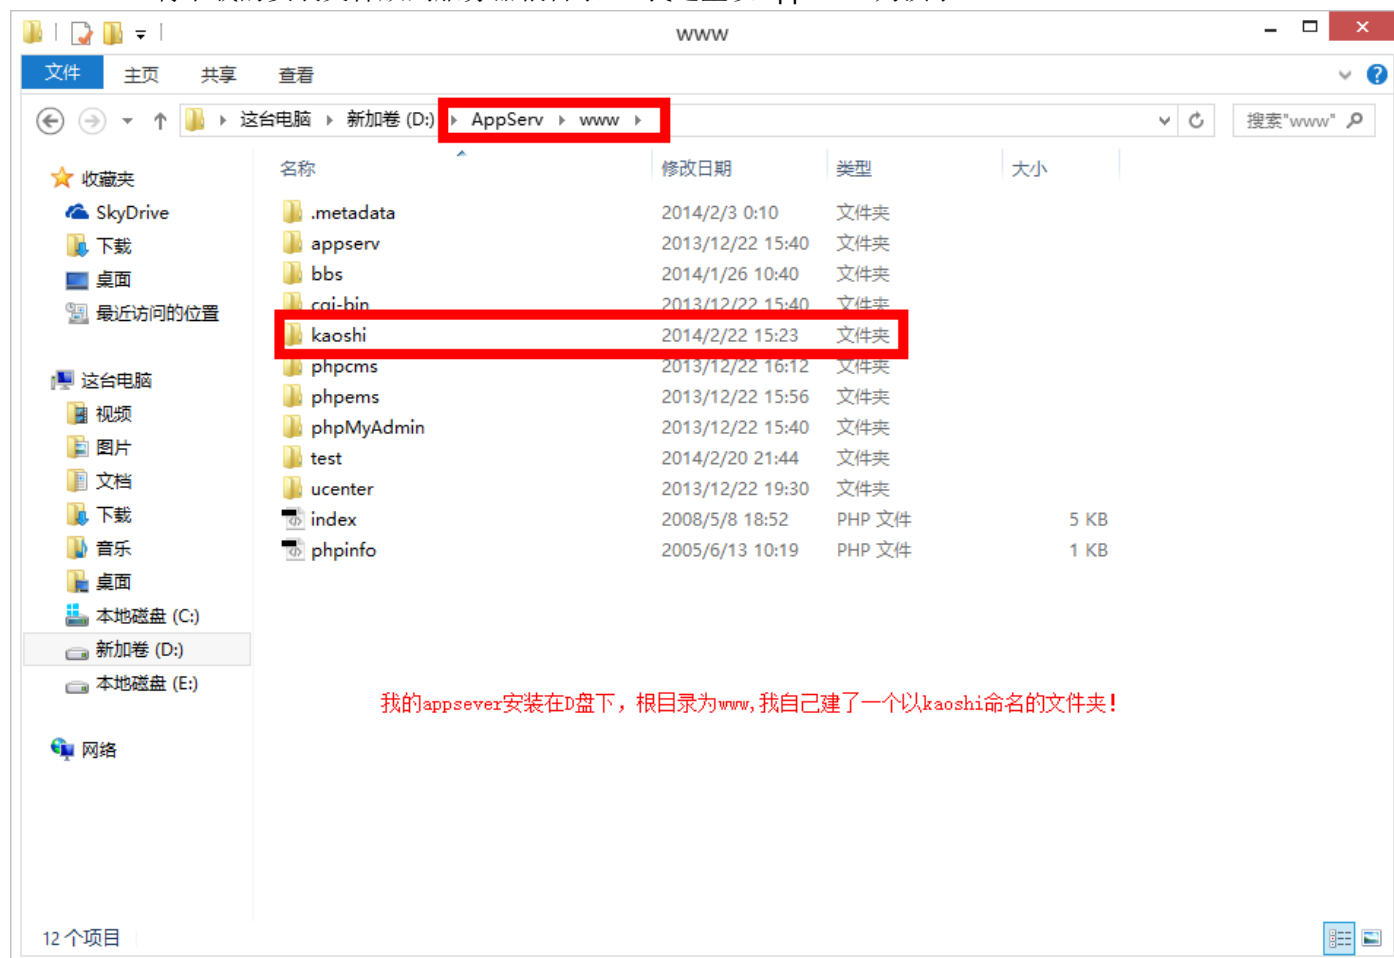 www
文件 主页 共享 查看
这台电脑 新加卷 (D:) AppServ www 搜索"www"
名称 修改日期 类型 大小
收藏夹
SkyDrive
下载
桌面
最近访问的位置
这台电脑
视频
图片
文档
下载
音乐
桌面
本地磁盘 (C:)
新加卷 (D:)
本地磁盘 (E:)
网络
.metadata 2014/2/3 0:10 文件夹
appserv 2013/12/22 15:40 文件夹
bbs 2014/1/26 10:40 文件夹
cgi-bin 2013/12/22 15:40 文件夹
kaoshi 2014/2/22 15:23 文件夹
phpcms 2013/12/22 16:12 文件夹
phpems 2013/12/22 15:56 文件夹
phpMyAdmin 2013/12/22 15:40 文件夹
test 2014/2/20 21:44 文件夹
ucenter 2013/12/22 19:30 文件夹
index 2008/5/8 18:52 PHP 文件 5 KB
phpinfo 2005/6/13 10:19 PHP 文件 1 KB
我的appsever安装在D盘下，根目录为www,我自己建了一个以kaoshi命名的文件夹！
12 个项目